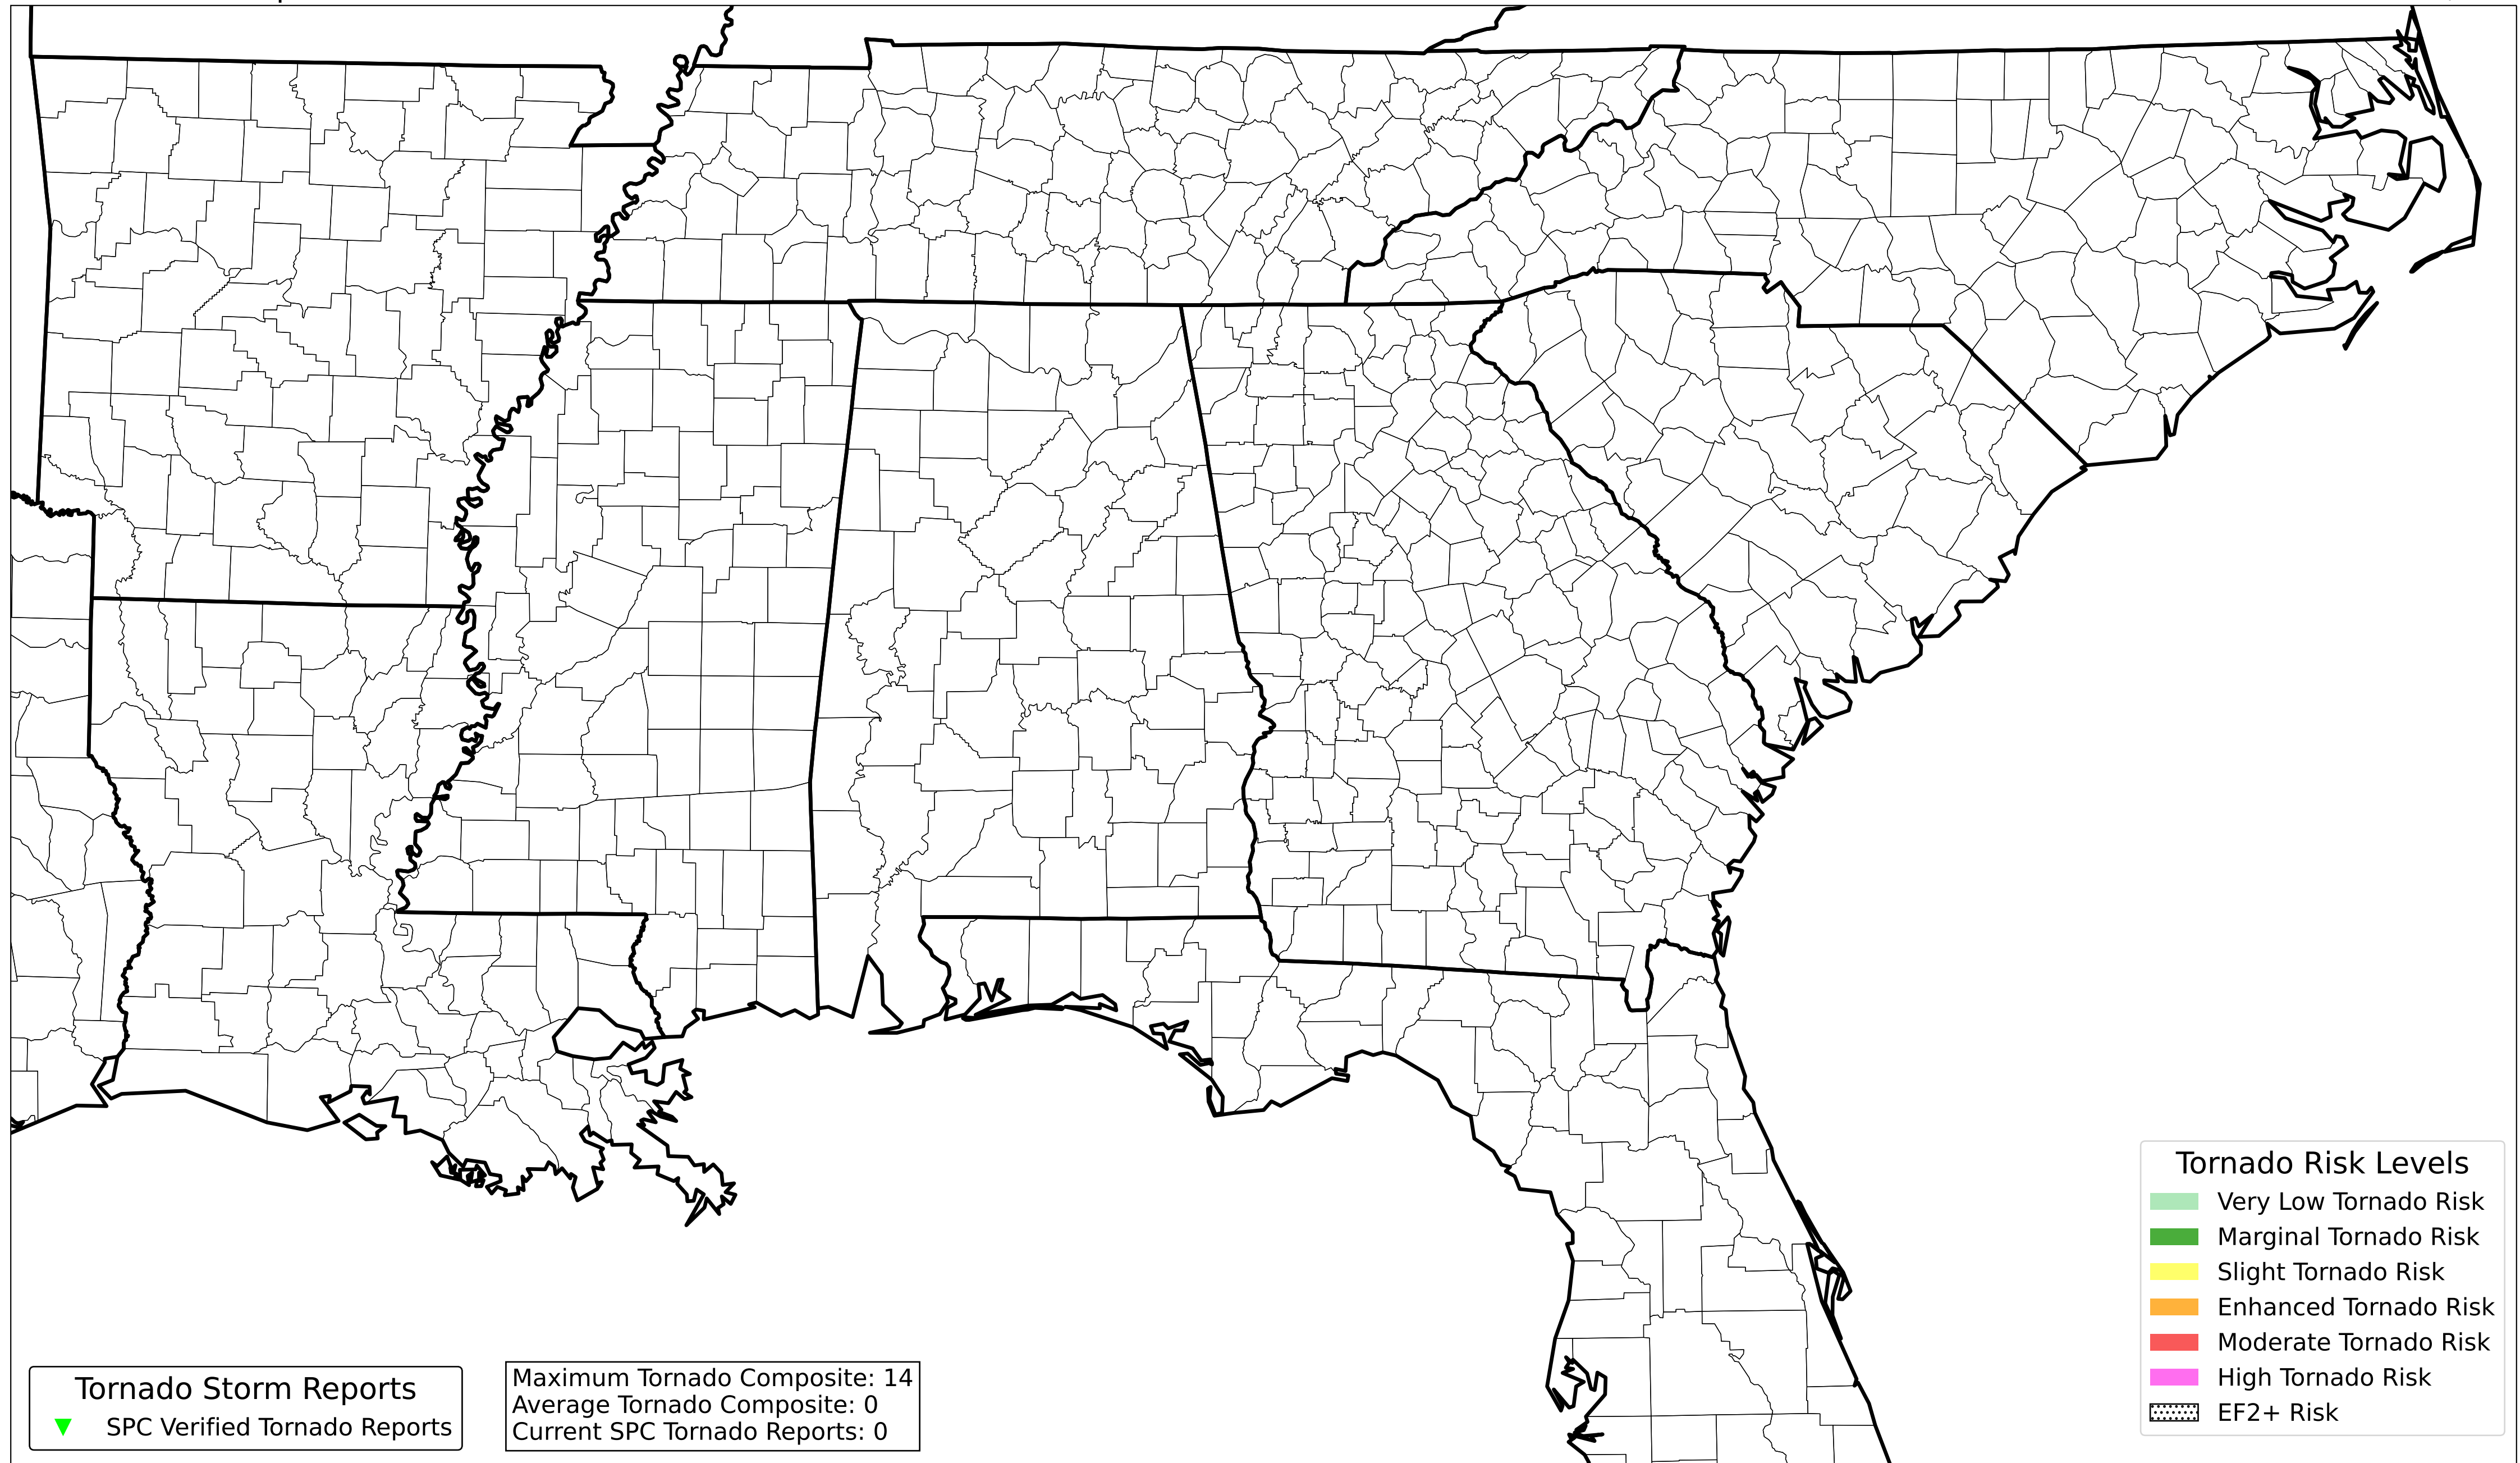 Tornado Risk Levels
Very Low Tornado Risk
Marginal Tornado Risk
Slight Tornado Risk
Enhanced Tornado Risk
Moderate Tornado Risk
High Tornado Risk
EF2+ Risk
Tornado Storm Reports
SPC Verified Tornado Reports
Maximum Tornado Composite: 14
Average Tornado Composite: 0
Current SPC Tornado Reports: 0